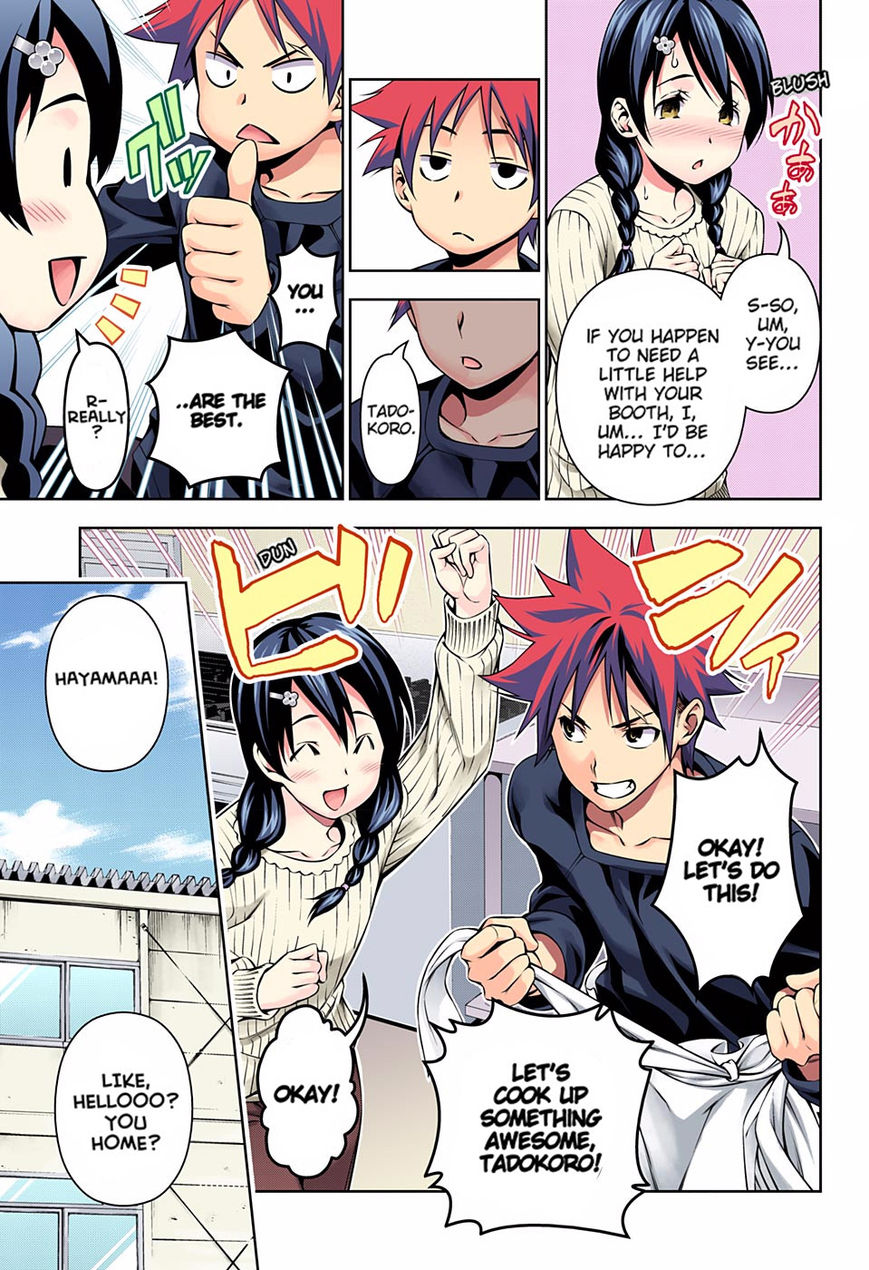 BLUSH
かあぁぁ
S-SO,
UM,
Y-YOU
SEE...
IF YOU HAPPEN
TO NEED A
LITTLE HELP
WITH YOUR
BOOTH, I,
UM... I'D BE
HAPPY TO...
TADO-
KORO.
YOU
...
..ARE THE
BEST.
グッ
R-
REALLY
?
DUN
ビシィ
OKAY!
LET'S DO
THIS!
LET'S
COOK UP
SOMETHING
AWESOME,
TADOKORO!
OKAY!
HAYAMAAA!
LIKE,
HELLOOO?
YOU
HOME?